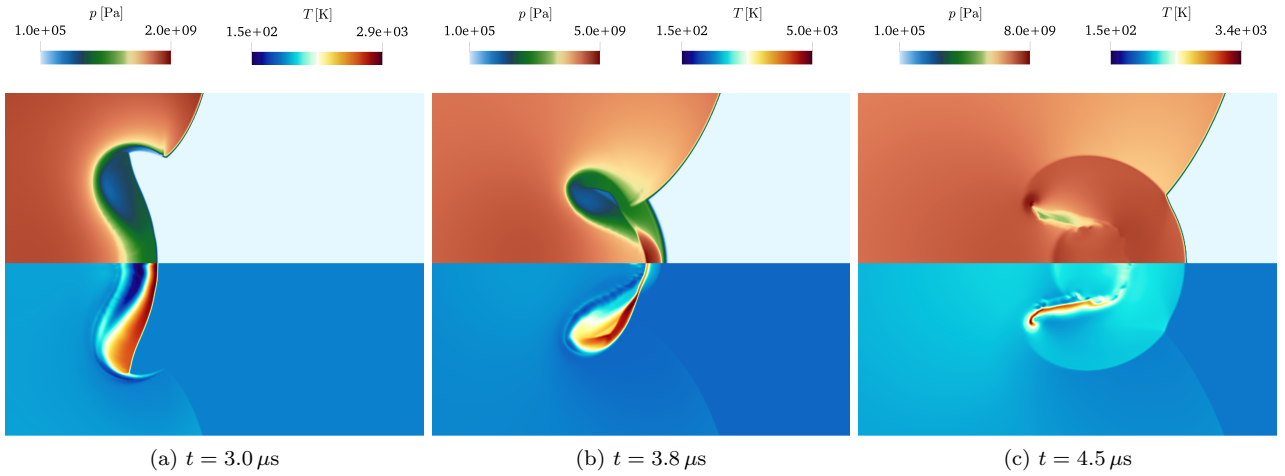 p [Pa] T [K] p [Pa] T [K] p [Pa] T [K]
1.0e+05 2.0e+09 1.5e+02 2.9e+03 1.0e+05 5.0e+09 1.5e+02 5.0e+03 1.0e+05 8.0e+09 1.5e+02 3.4e+03
(a) t = 3.0 μs (b) t = 3.8 μs (c) t = 4.5 μs